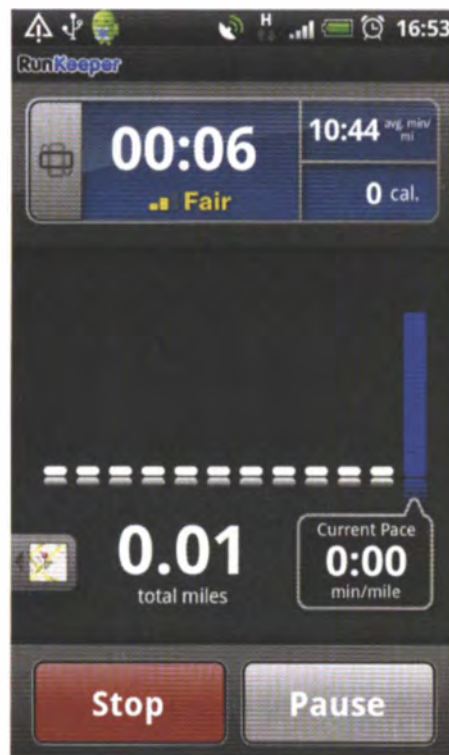 H 16:53
RunKeeper
00:06
Fair
10:44 avg. min/
mi
0 cal.
0.01
total miles
Current Pace
0:00
min/mile
Stop
Pause